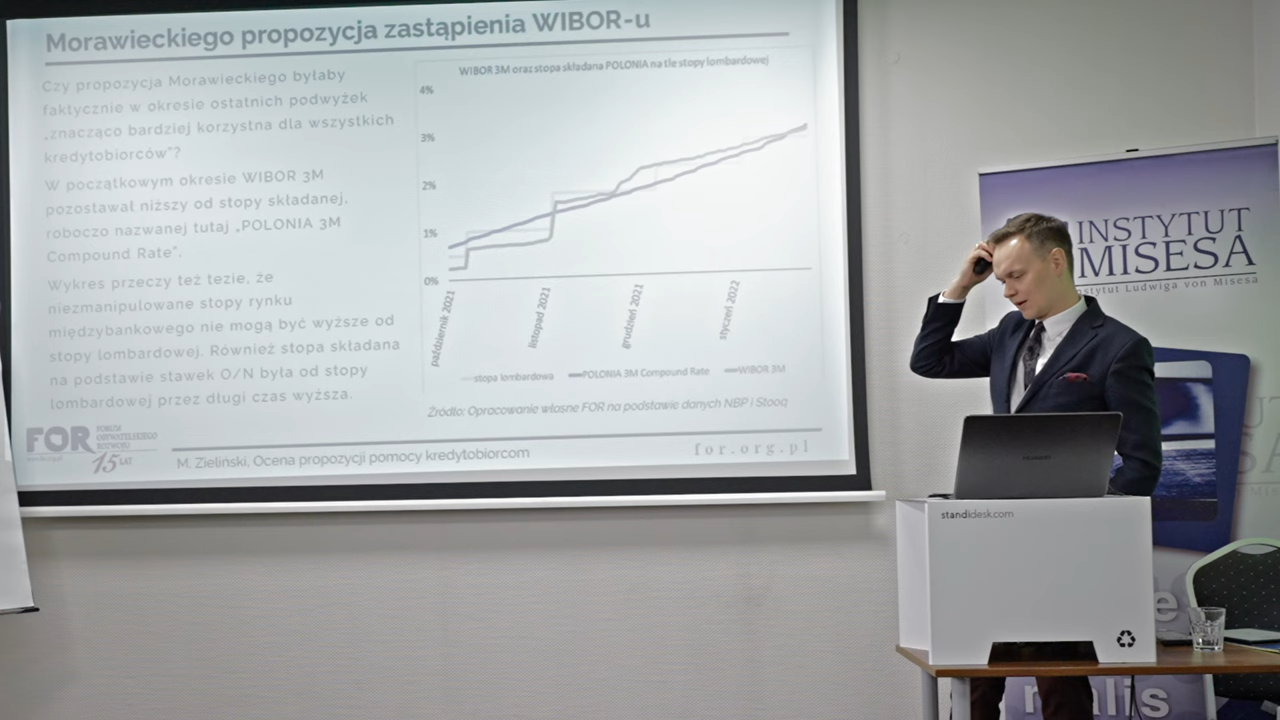 Morawieckiego propozycja zastąpienia WIBOR-u
Czy propozycja Morawieckiego byłaby
faktycznie w okresie ostatnich podwyżek
„znacząco bardziej korzystna dla wszystkich
kredytobiorców”?
W początkowym okresie WIBOR 3M
pozostawał niższy od stopy składanej,
roboczo nazwanej tutaj „POLONIA 3M
Compound Rate”.
Wykres przeczy też tezie, że
niezmanipulowane stopy rynku
międzybankowego nie mogą być wyższe od
stopy lombardowej. Również stopa składana
na podstawie stawek O/N była od stopy
lombardowej przez długi czas wyższa.
WIBOR 3M oraz stopa składana POLONIA na tle stopy lombardowej
4%
3%
2%
1%
0%
październik 2021
listopad 2021
grudzień 2021
styczeń 2022
stopa lombardowa
POLONIA 3M Compound Rate
WIBOR 3M
Źródło: Opracowanie własne FOR na podstawie danych NBP i Stooq
FOR
FORUM
OBYWATELSKIEGO
ROZWOJU
15 LAT
M. Zielinski, Ocena propozycji pomocy kredytobiorcom
for.org.pl
INSTYTUT
MISESA
Instytut Ludwiga von Misesa
standidesk.com